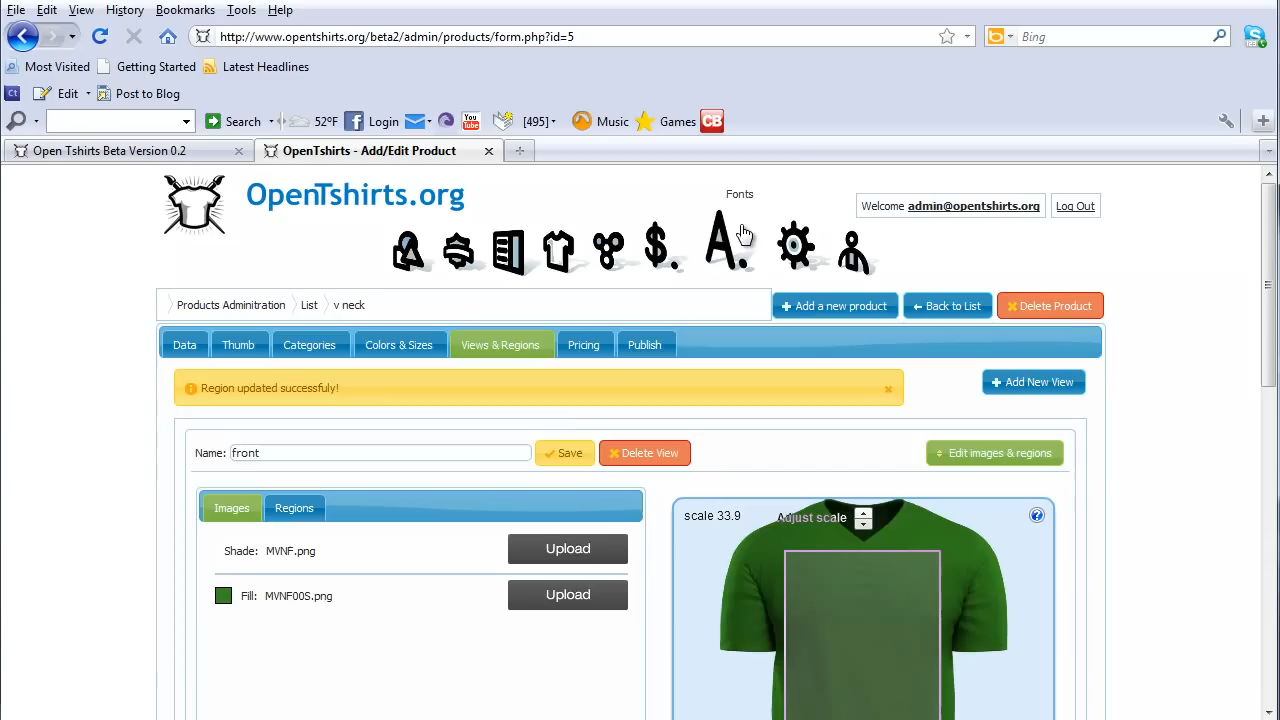 File Edit View History Bookmarks Tools Help
http://www.opentshirts.org/beta2/admin/products/form.php?id=5
Bing
Most Visited Getting Started Latest Headlines
Ct Edit Post to Blog
Search 52°F Login You Tube [495] Music Games CB
Open Tshirts Beta Version 0.2 OpenTshirts - Add/Edit Product
OpenTshirts.org
Fonts
Welcome admin@opentshirts.org Log Out
Products Adminitration List v neck
Add a new product Back to List Delete Product
Data Thumb Categories Colors & Sizes Views & Regions Pricing Publish
Region updated successfuly!
Add New View
Name: front Save Delete View Edit images & regions
Images Regions
scale 33.9 Adjust scale ?
Shade: MVNF.png Upload
Fill: MVNF00S.png Upload